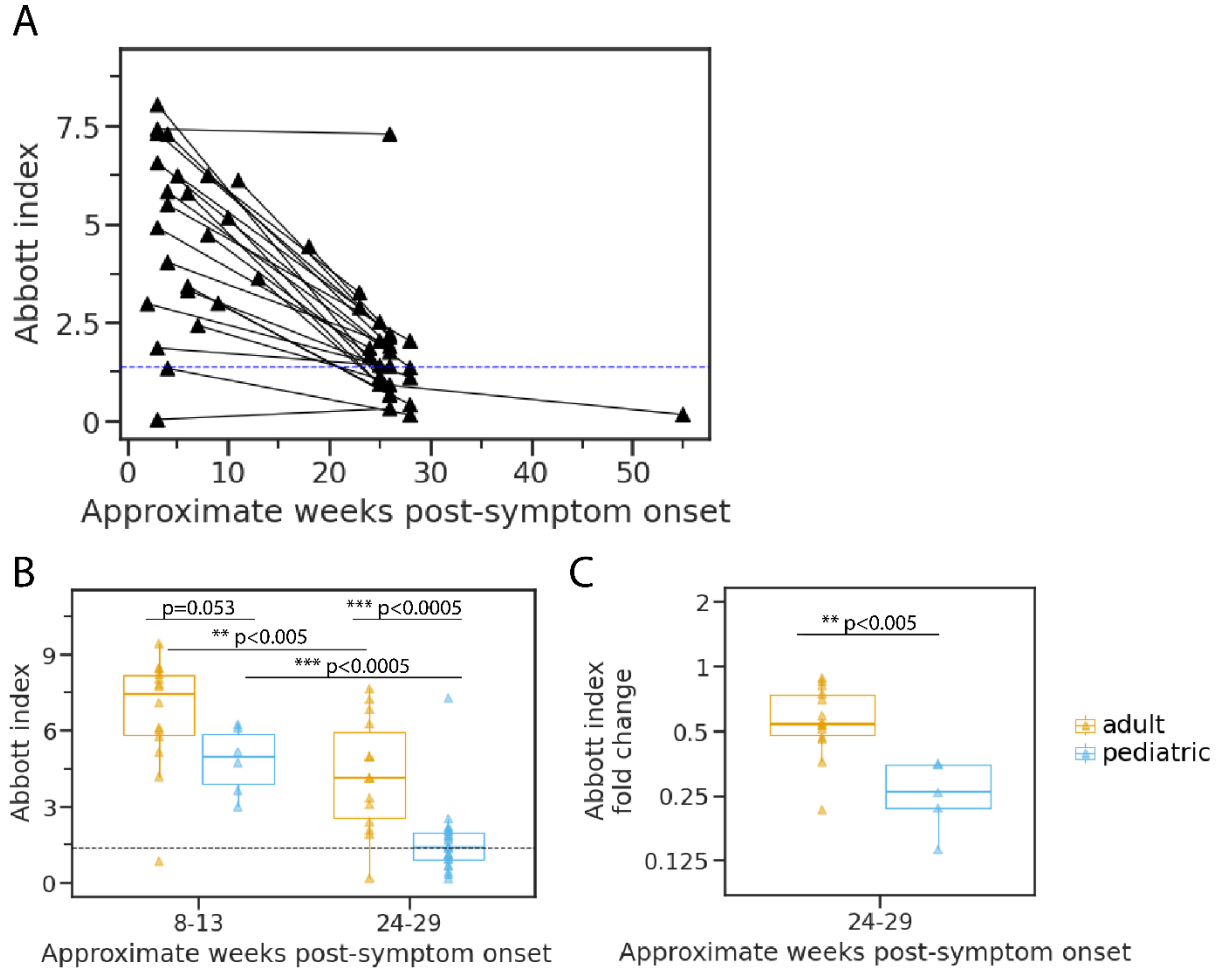 A
7.5
5
2.5
0
Abbott index
0 10 20 30 40 50
Approximate weeks post-symptom onset
B
p=0.053
*** p<0.0005
** p<0.005
*** p<0.0005
9
6
3
0
Abbott index
8-13 24-29
Approximate weeks post-symptom onset
C
** p<0.005
2
1
0.5
0.25
0.125
Abbott index
fold change
24-29
Approximate weeks post-symptom onset
adult
pediatric